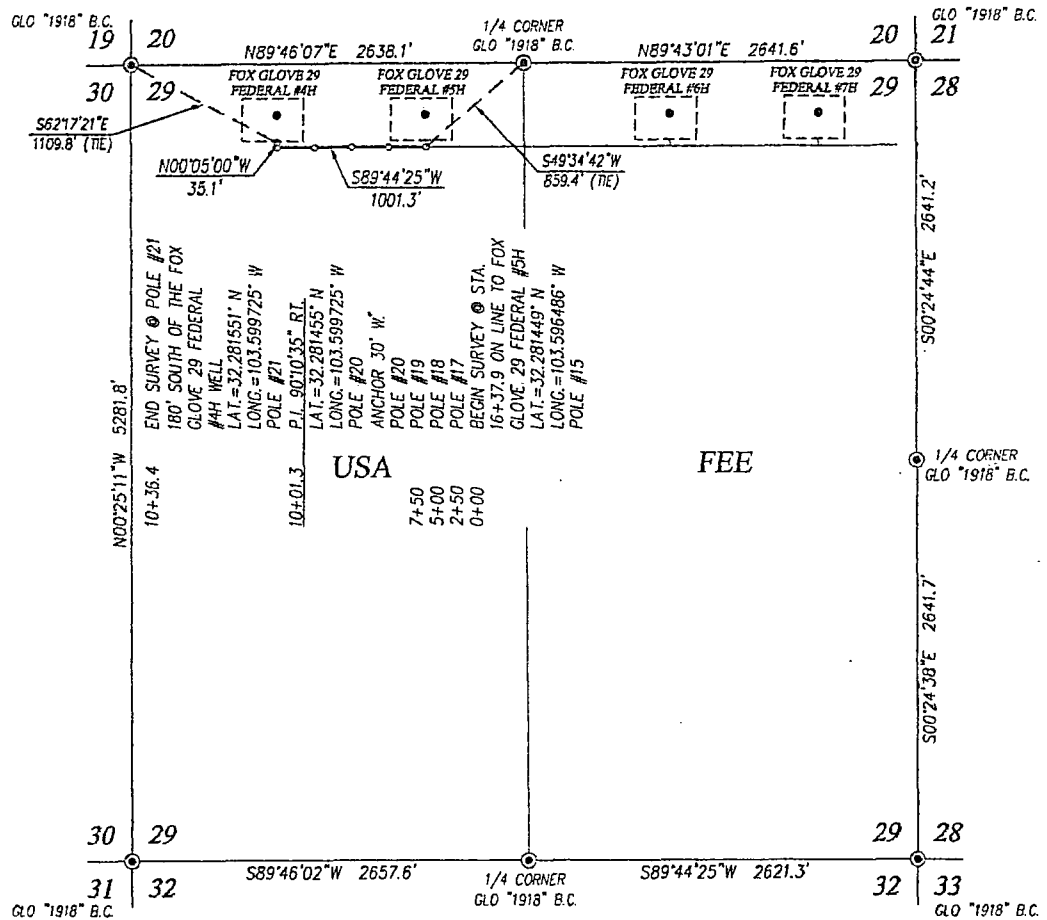 GLO "1918" B.C.
19 20
N89°46'07"E 2638.1'
1/4 CORNER
GLO "1918" B.C.
N89°43'01"E 2641.6'
GLO "1918" B.C.
20 21
30 29
FOX GLOVE 29
FEDERAL #4H
FOX GLOVE 29
FEDERAL #5H
FOX GLOVE 29
FEDERAL #6H
FOX GLOVE 29
FEDERAL #7H
29 28
S62°17'21"E
1109.8' (TIE)
N00°05'00"W
35.1'
S89°44'25"W
1001.3'
S49°34'42"W
859.4' (TIE)
N00°25'11"W 5281.8'
10+36.4 END SURVEY @ POLE #21
180' SOUTH OF THE FOX
GLOVE 29 FEDERAL
#4H WELL
LAT.=32.281551° N
LONG.=103.599725° W
POLE #21
10+01.3 P.I. 90°10'35" RT.
LAT.=32.281455° N
LONG.=103.599725° W
POLE #20
ANCHOR 30' W."
POLE #20
7+50 POLE #19
5+00 POLE #18
2+50 POLE #17
0+00 BEGIN SURVEY @ STA.
16+37.9 ON LINE TO FOX
GLOVE 29 FEDERAL #5H
LAT.=32.281449° N
LONG.=103.596486° W
POLE #15
USA
FEE
S00°24'44"E 2641.2'
1/4 CORNER
GLO "1918" B.C.
S00°24'38"E 2641.7'
30 29
29 28
S89°46'02"W 2657.6'
1/4 CORNER
GLO "1918" B.C.
S89°44'25"W 2621.3'
31 32
GLO "1918" B.C.
32 33
GLO "1918" B.C.